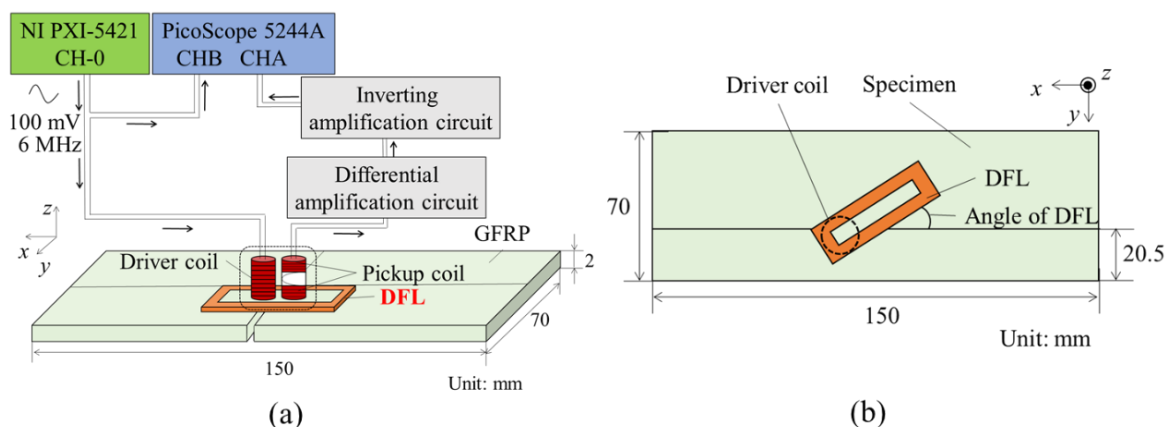 NI PXI-5421
CH-0
PicoScope 5244A
CHB CHA
100 mV
6 MHz
Inverting
amplification circuit
Differential
amplification circuit
z
x
y
GFRP
Driver coil
Pickup coil
DFL
2
70
150
Unit: mm
(a)
Driver coil
Specimen
z
x
y
DFL
Angle of DFL
70
20.5
150
Unit: mm
(b)